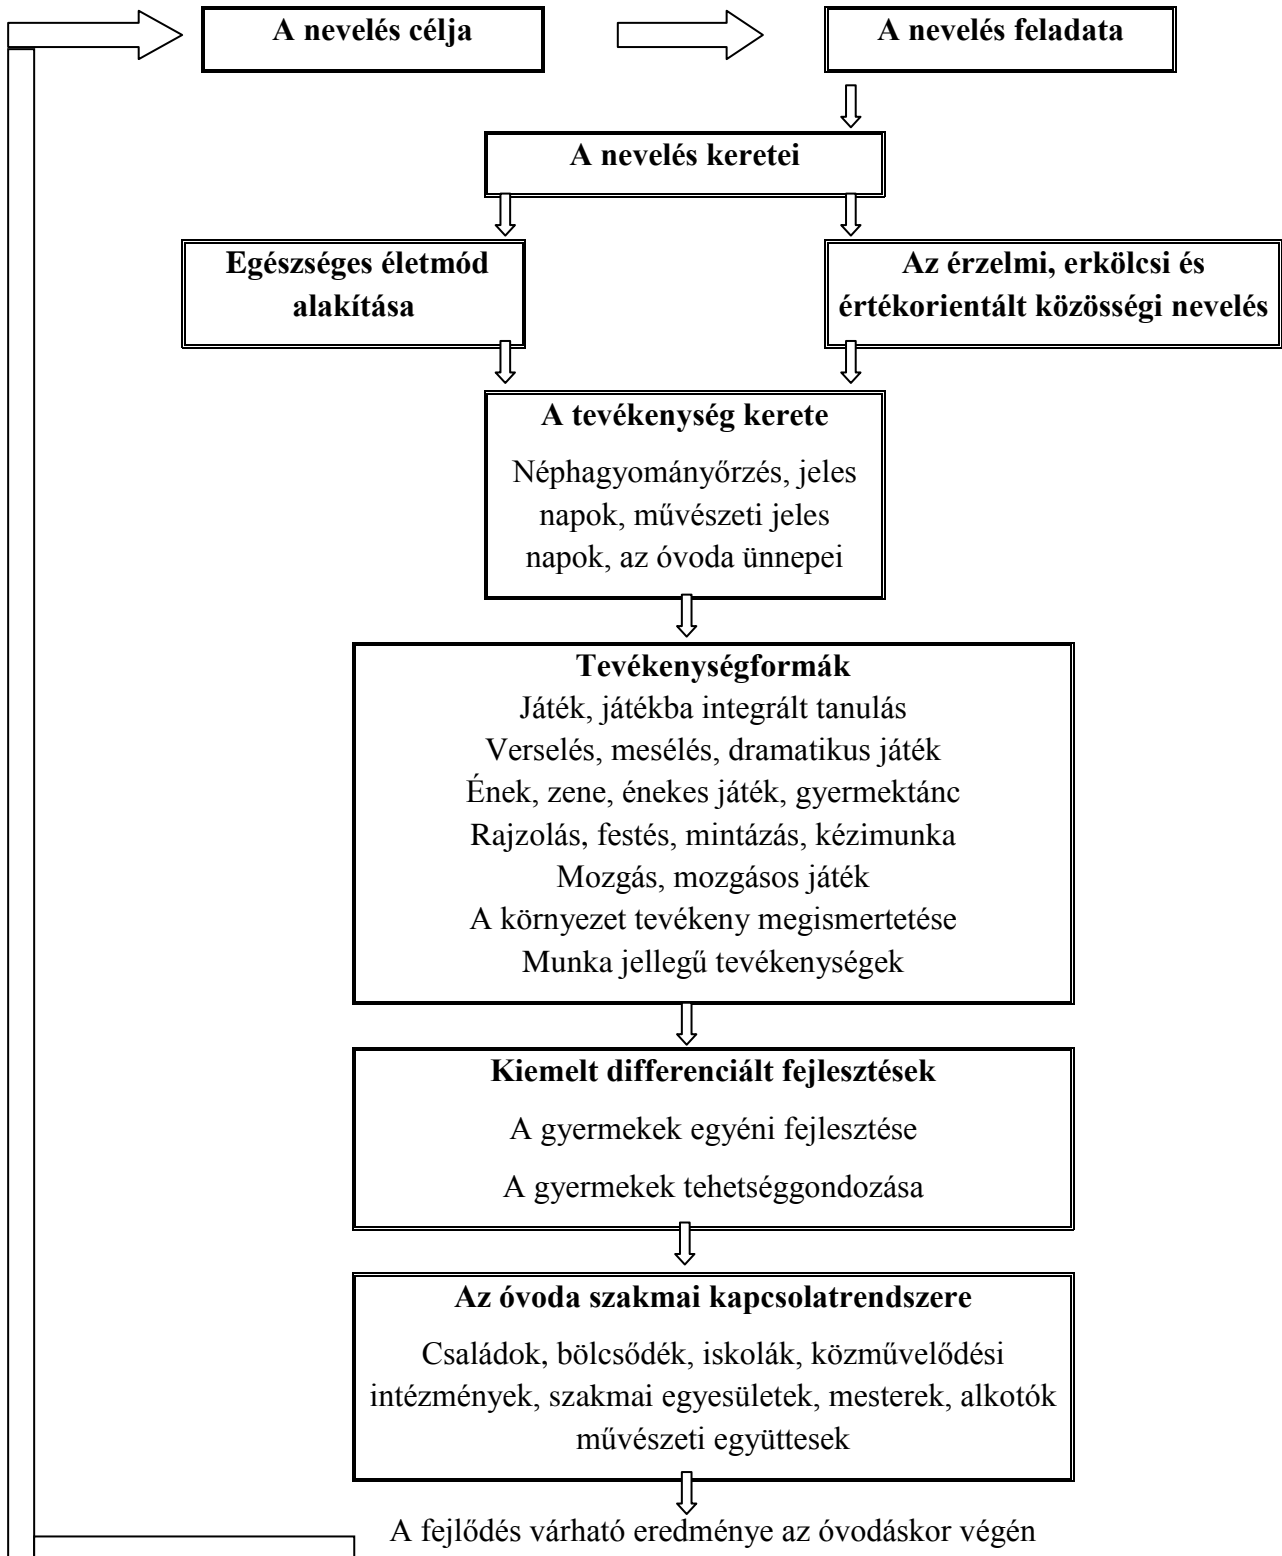 A nevelés célja
A nevelés feladata
A nevelés keretei
Egészséges életmód
alakítása
Az érzelmi, erkölcsi és
értékorientált közösségi nevelés
A tevékenység kerete
Néphagyományőrzés, jeles
napok, művészeti jeles
napok, az óvoda ünnepei
Tevékenységformák
Játék, játékba integrált tanulás
Verselés, mesélés, dramatikus játék
Ének, zene, énekes játék, gyermektánc
Rajzolás, festés, mintázás, kézimunka
Mozgás, mozgásos játék
A környezet tevékeny megismertetése
Munka jellegű tevékenységek
Kiemelt differenciált fejlesztések
A gyermekek egyéni fejlesztése
A gyermekek tehetséggondozása
Az óvoda szakmai kapcsolatrendszere
Családok, bölcsődék, iskolák, közművelődési
intézmények, szakmai egyesületek, mesterek, alkotók
művészeti együttesek
A fejlődés várható eredménye az óvodáskor végén